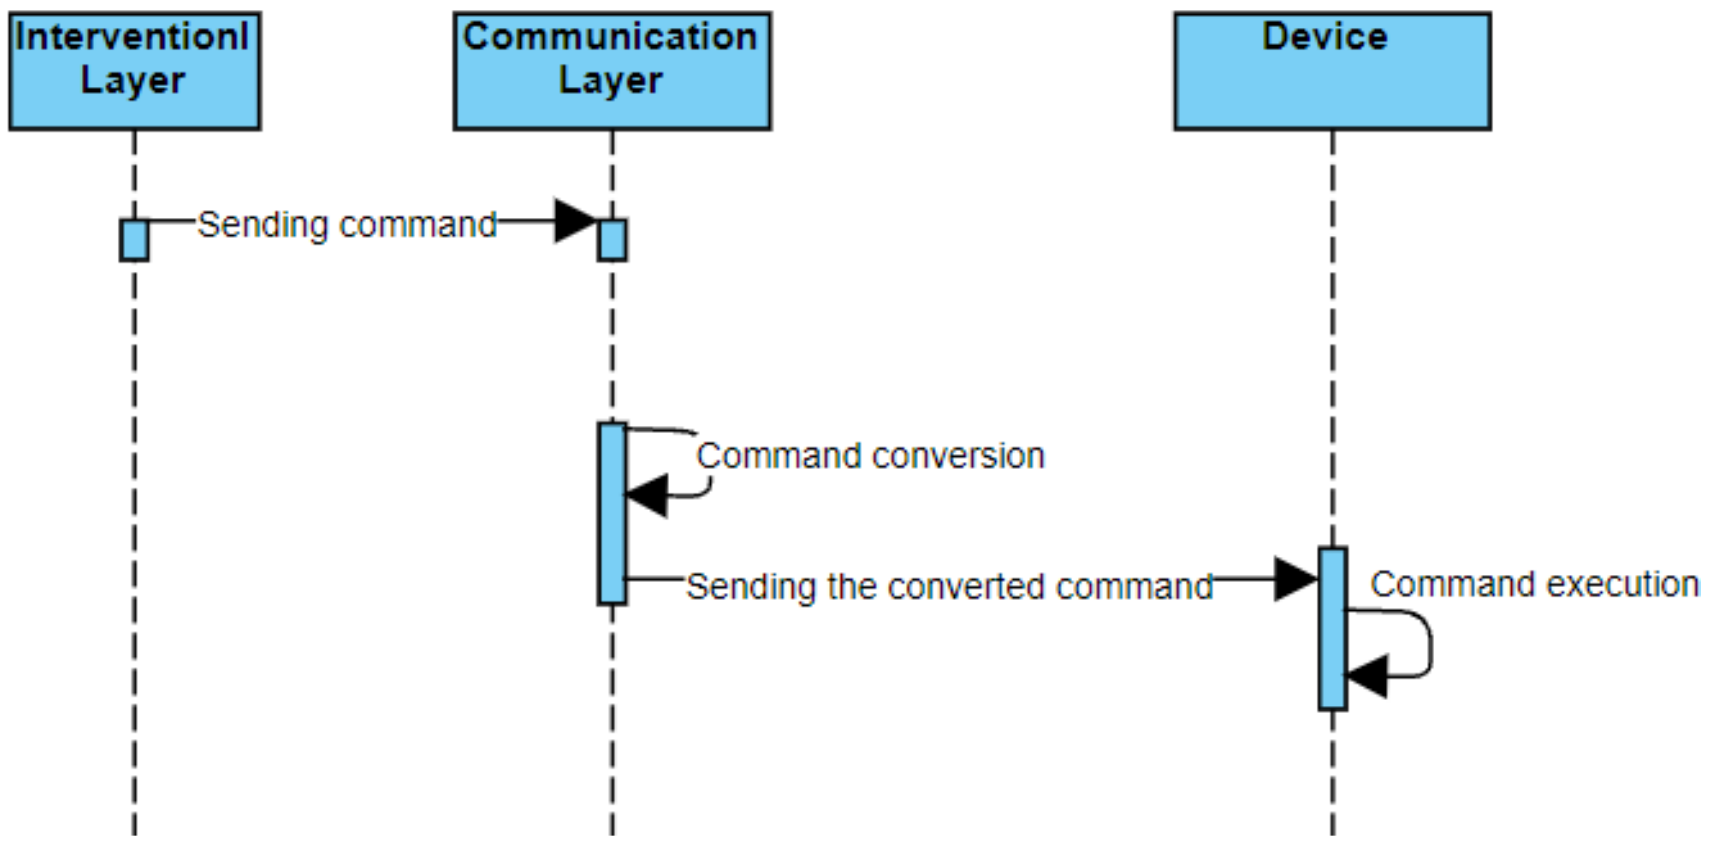 Interventionl
Layer
Communication
Layer
Device
Sending command
Command conversion
Sending the converted command
Command execution